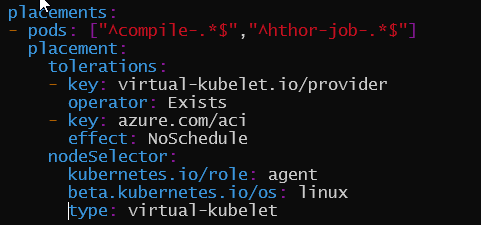 placements:
- pods: ["^compile-.*$","^hthor-job-.*$"]
  placement:
    tolerations:
    - key: virtual-kubelet.io/provider
      operator: Exists
    - key: azure.com/aci
      effect: NoSchedule
    nodeSelector:
      kubernetes.io/role: agent
      beta.kubernetes.io/os: linux
      type: virtual-kubelet